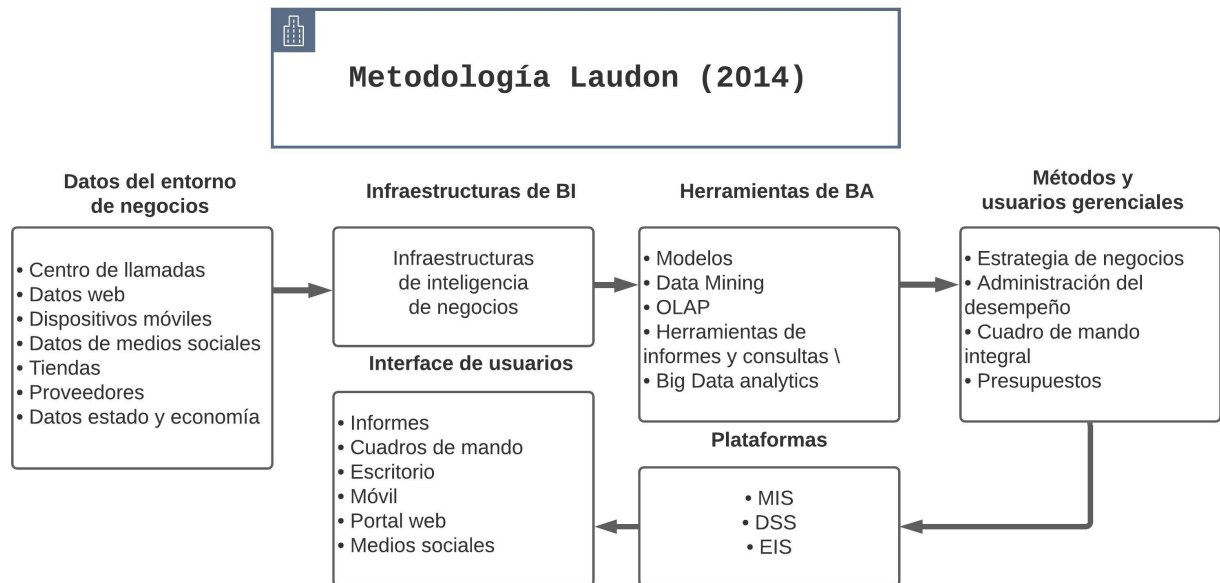 Metodología Laudon (2014)
Datos del entorno
de negocios
• Centro de llamadas
• Datos web
• Dispositivos móviles
• Datos de medios sociales
• Tiendas
• Proveedores
• Datos estado y economía
Infraestructuras de BI
Infraestructuras
de inteligencia
de negocios
Herramientas de BA
• Modelos
• Data Mining
• OLAP
• Herramientas de
informes y consultas \
• Big Data analytics
Métodos y
usuarios gerenciales
• Estrategia de negocios
• Administración del
desempeño
• Cuadro de mando
integral
• Presupuestos
Plataformas
• MIS
• DSS
• EIS
Interface de usuarios
• Informes
• Cuadros de mando
• Escritorio
• Móvil
• Portal web
• Medios sociales